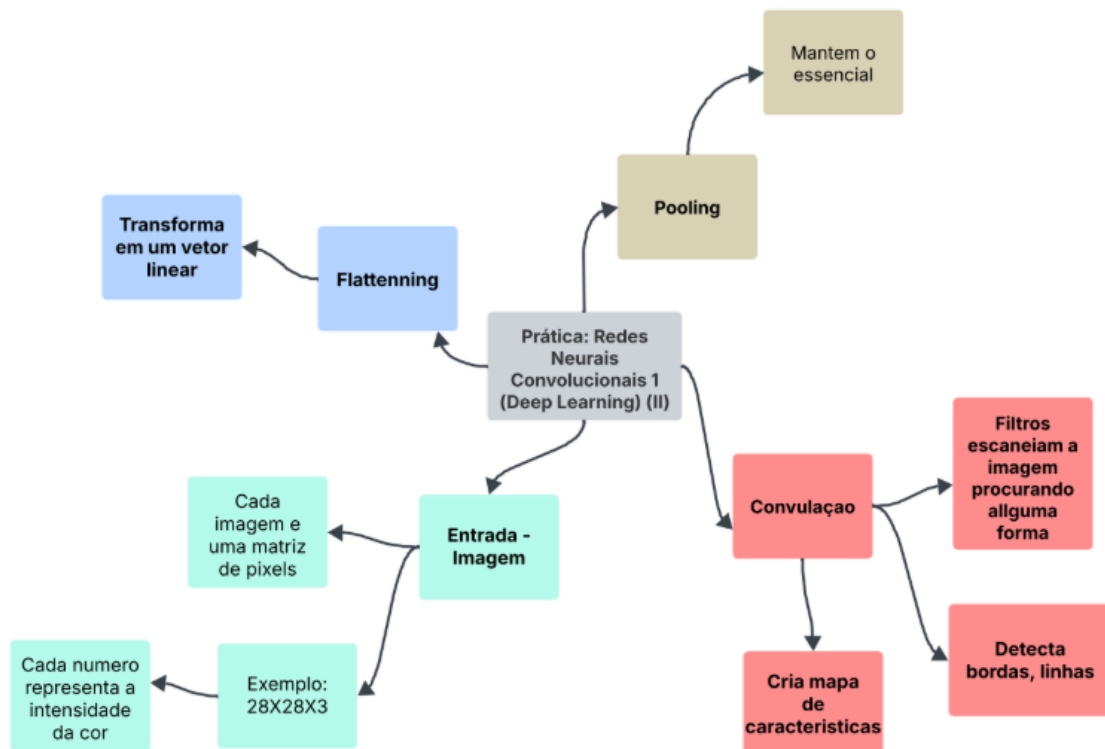 Mantem o
essencial
Pooling
Transforma
em um vetor
linear
Flattenning
Prática: Redes
Neurais
Convolucionais 1
(Deep Learning) (II)
Filtros
escaneiam a
imagem
procurando
allguma
forma
Convulaçao
Cada
imagem e
uma matriz
de pixels
Entrada -
Imagem
Detecta
bordas, linhas
Cada numero
representa a
intensidade
da cor
Exemplo:
28X28X3
Cria mapa
de
caracteristicas